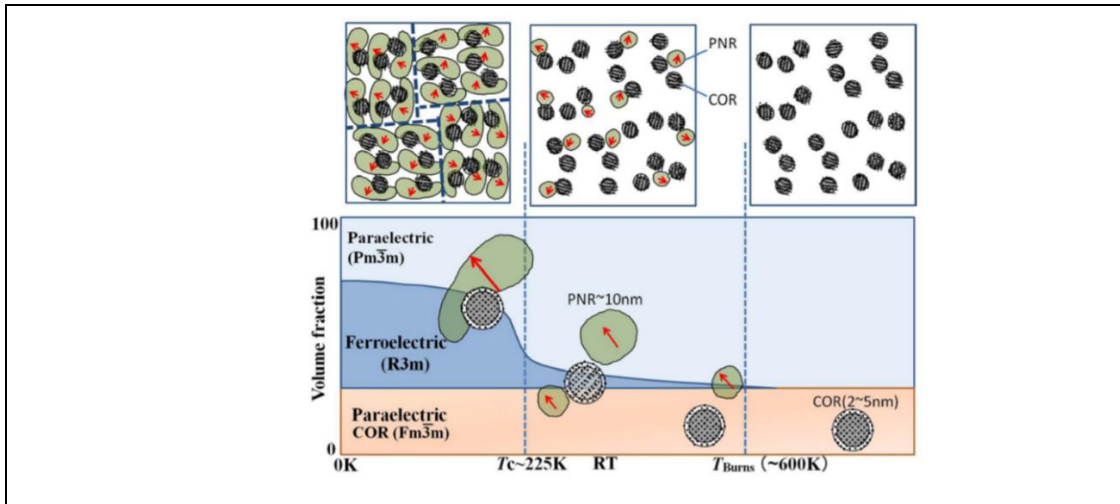 PNR
COR
100
Paraelectric
(Pm3̅m)
PNR~10nm
Ferroelectric
(R3m)
Volume fraction
Paraelectric
COR (Fm3̅m)
COR(2~5nm)
0
0K
Tc~225K
RT
TBurns (~600K)